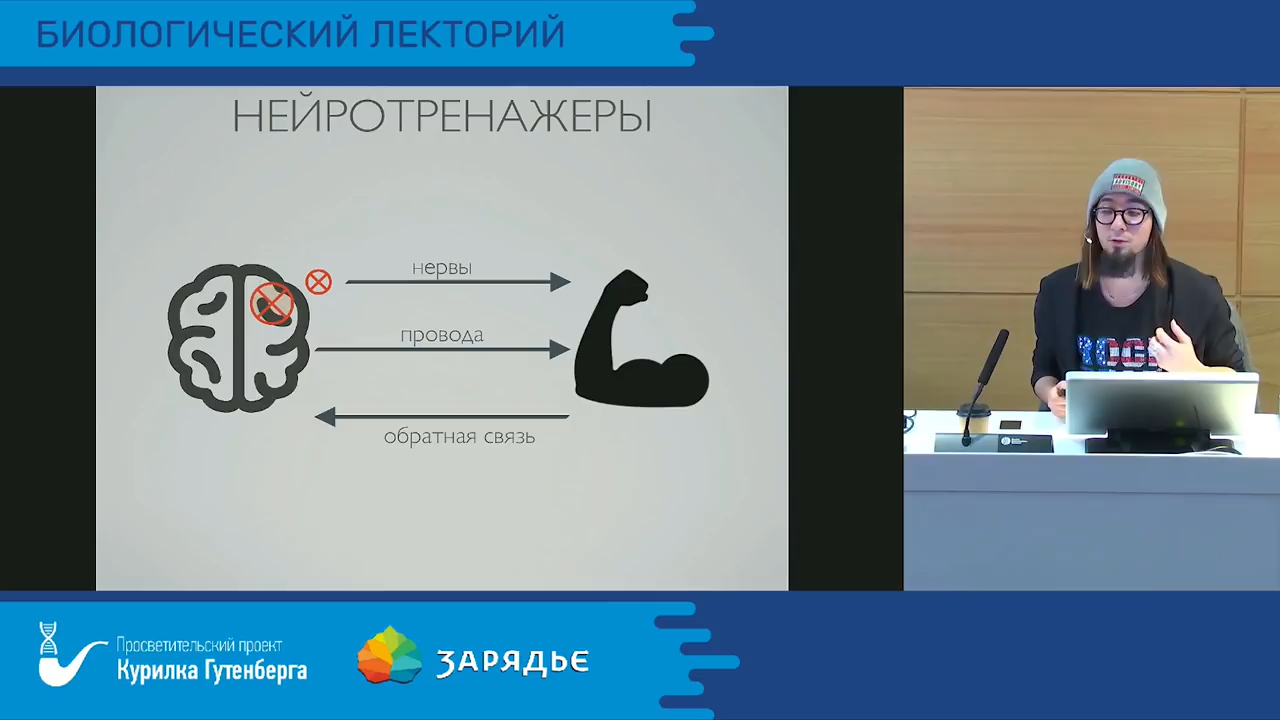 БИОЛОГИЧЕСКИЙ ЛЕКТОРИЙ
НЕЙРОТРЕНАЖЕРЫ
нервы
провода
обратная связь
Просветительский проект
Курилка Гутенберга
ЗАРЯДЬЕ